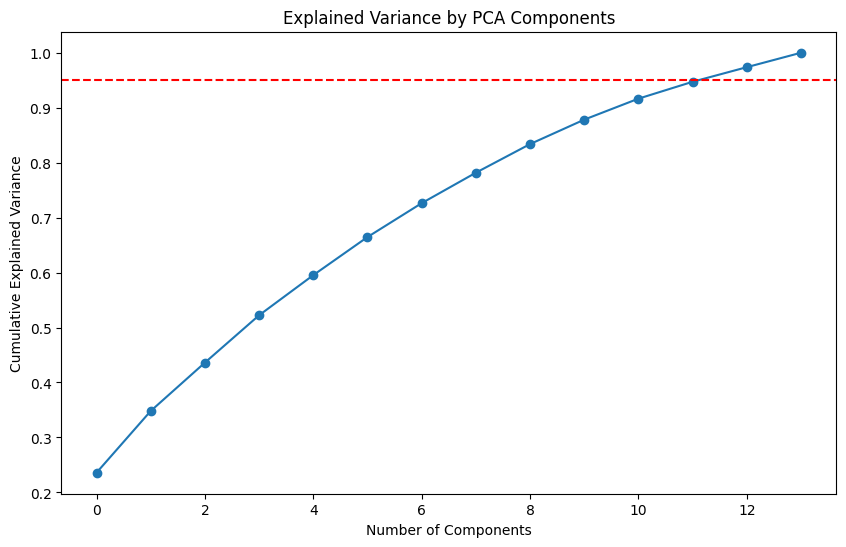 Explained Variance by PCA Components
Cumulative Explained Variance
1.0
0.9
0.8
0.7
0.6
0.5
0.4
0.3
0.2
0 2 4 6 8 10 12
Number of Components